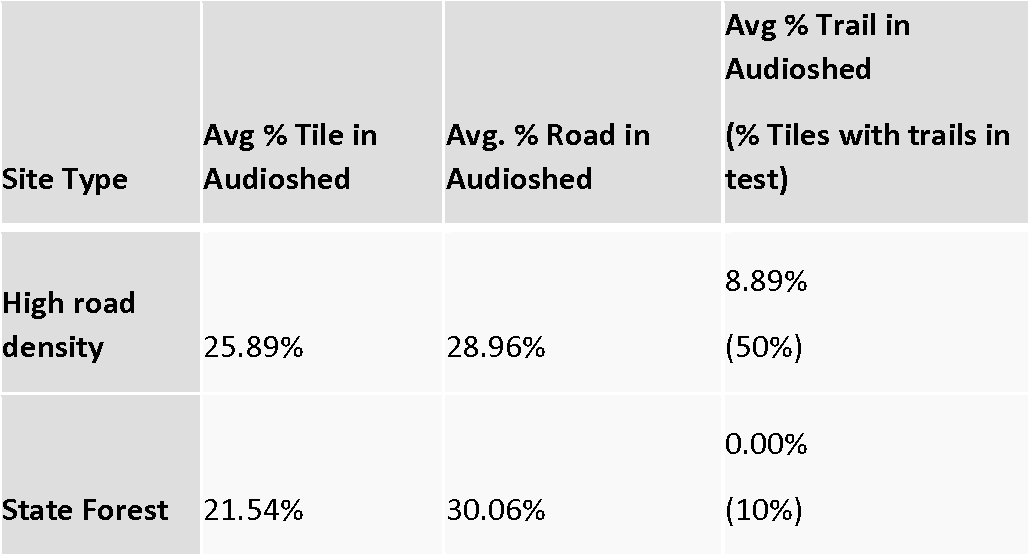 Site Type
Avg % Tile in
Audioshed
Avg. % Road in
Audioshed
Avg % Trail in
Audioshed
(% Tiles with trails in
test)
High road
density
25.89%
28.96%
8.89%
(50%)
State Forest
21.54%
30.06%
0.00%
(10%)